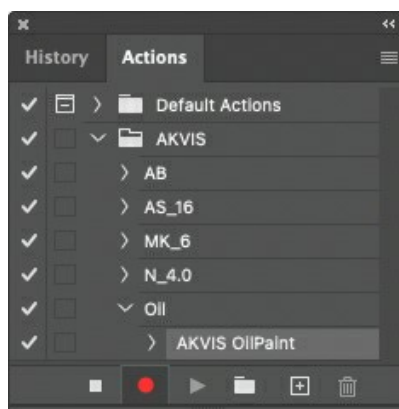 History Actions
Default Actions
AKVIS
AB
AS_16
MK_6
N_4.0
Oil
AKVIS OilPaint